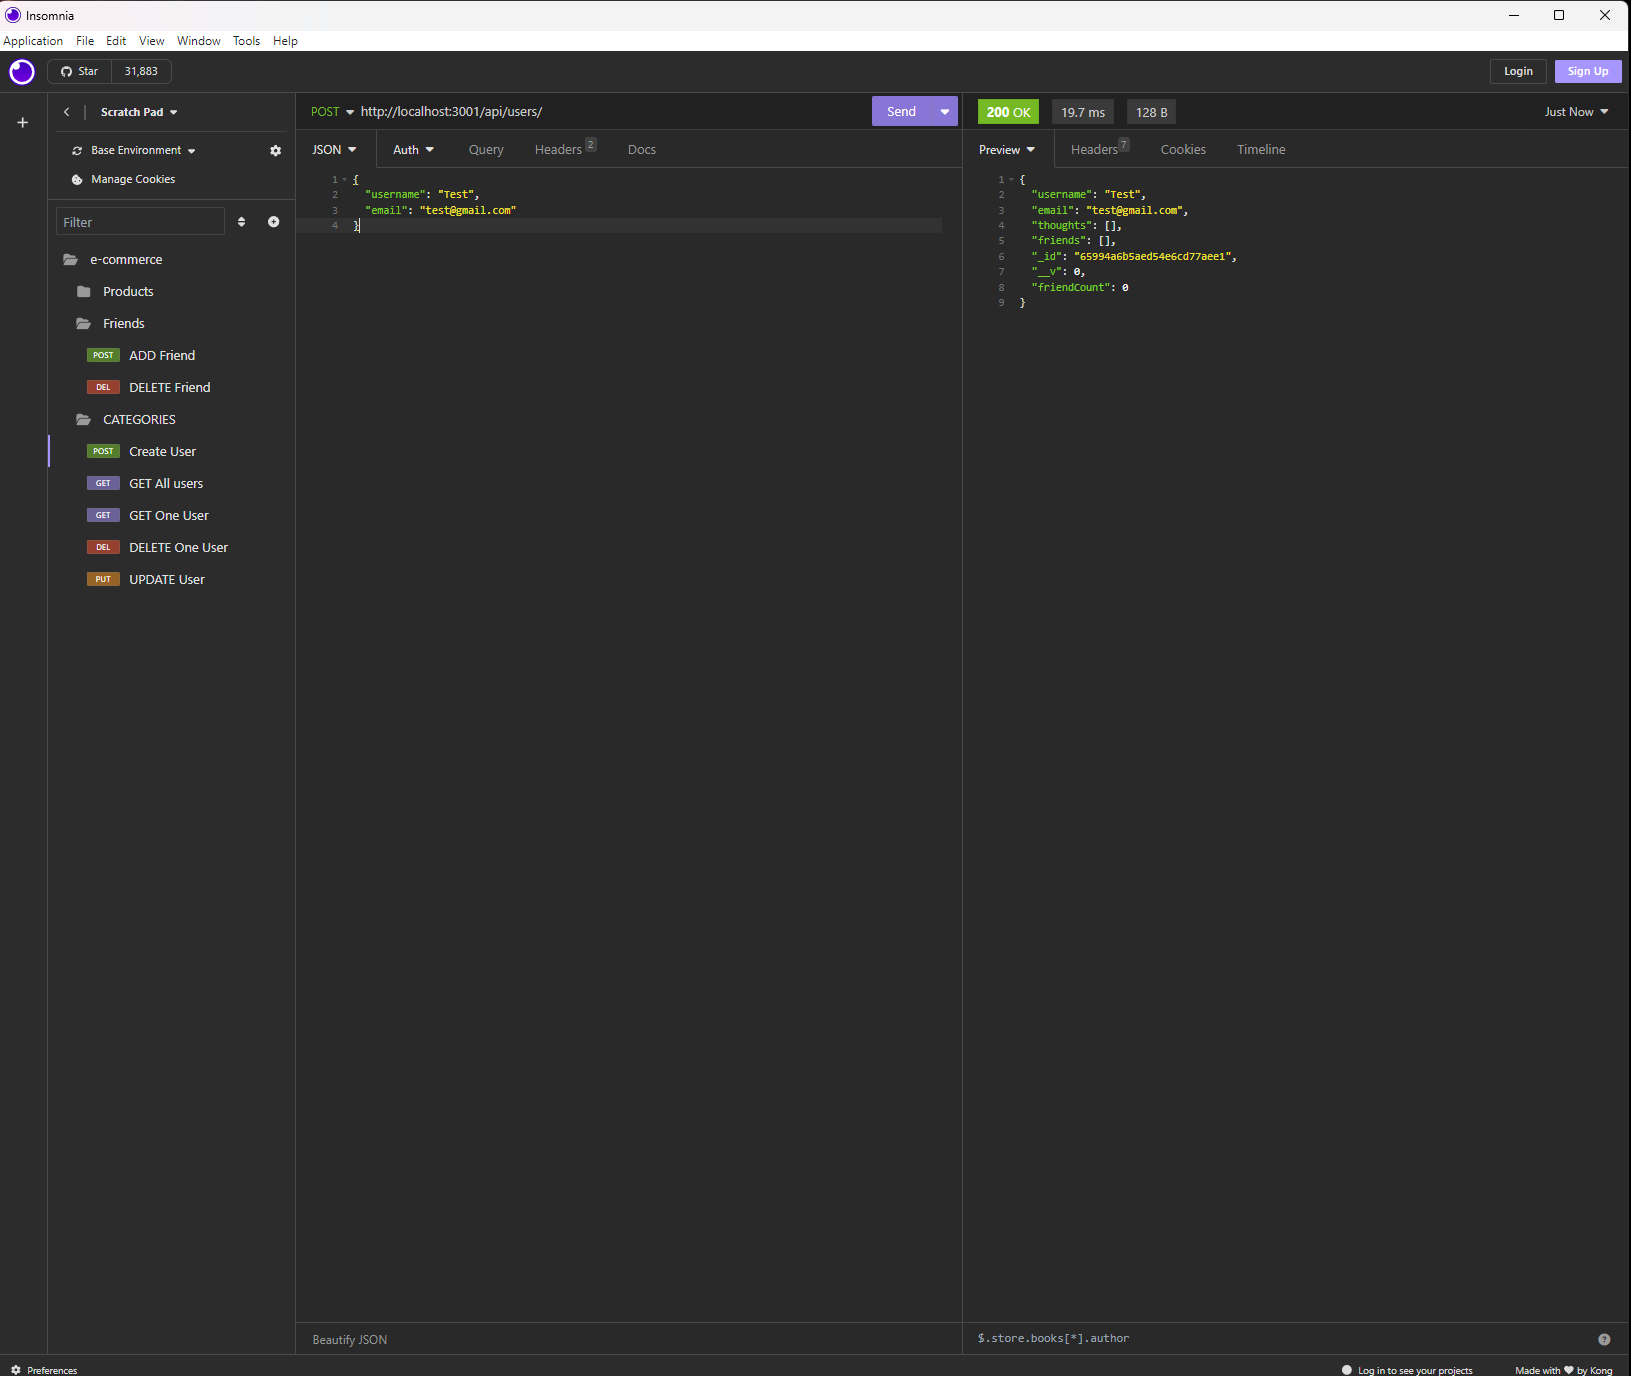 Insomnia
Application File Edit View Window Tools Help
Star 31,883 Login Sign Up
Scratch Pad
Base Environment
Manage Cookies
Filter
e-commerce
Products
Friends
POST ADD Friend
DEL DELETE Friend
CATEGORIES
POST Create User
GET GET All users
GET GET One User
DEL DELETE One User
PUT UPDATE User
POST http://localhost:3001/api/users/ Send
JSON Auth Query Headers 2 Docs
1 {
2 "username": "Test",
3 "email": "test@gmail.com"
4 }
Beautify JSON
200 OK 19.7 ms 128 B Just Now
Preview Headers 7 Cookies Timeline
1 {
2 "username": "Test",
3 "email": "test@gmail.com",
4 "thoughts": [],
5 "friends": [],
6 "_id": "65994a6b5aed54e6cd77aee1",
7 "__v": 0,
8 "friendCount": 0
9 }
$.store.books[*].author
Preferences Log in to see your projects Made with ❤ by Kong